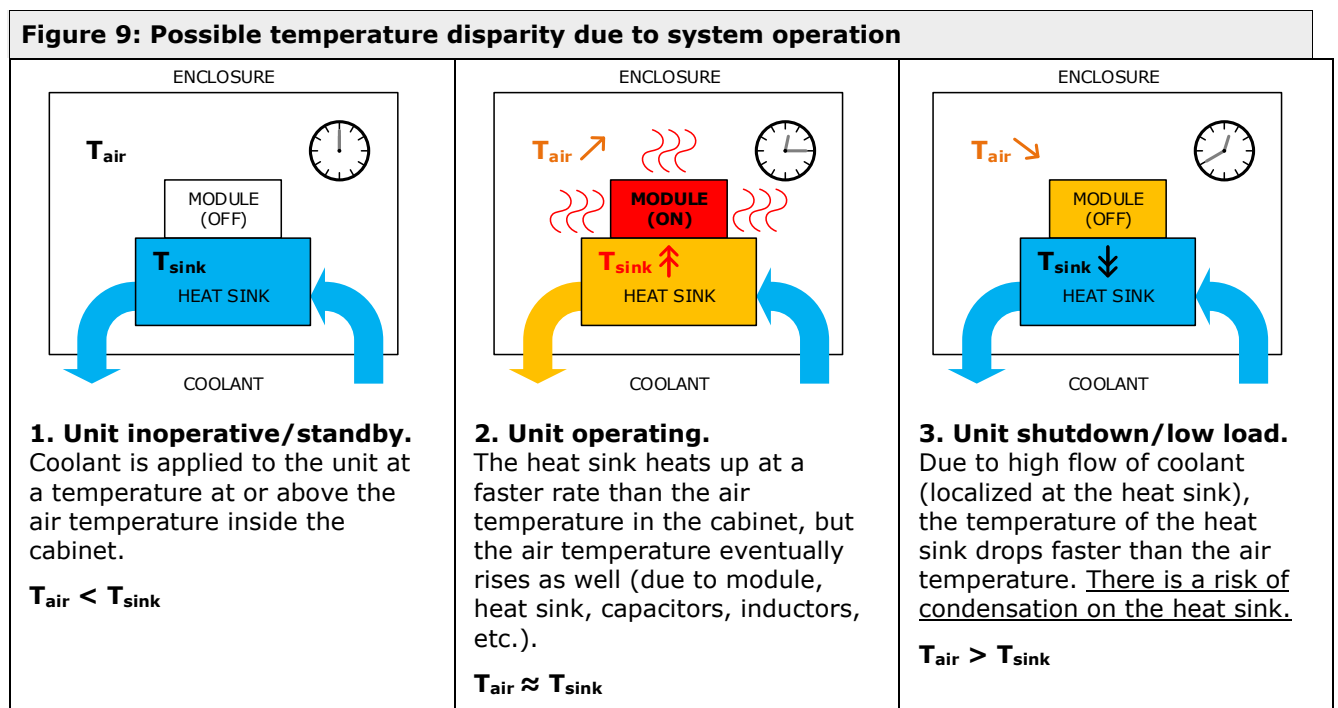 Figure 9: Possible temperature disparity due to system operation
ENCLOSURE
Tair
MODULE
(OFF)
Tsink
HEAT SINK
COOLANT
1. Unit inoperative/standby.
Coolant is applied to the unit at
a temperature at or above the
air temperature inside the
cabinet.
Tair < Tsink
ENCLOSURE
Tair ↗
MODULE
(ON)
Tsink ↟
HEAT SINK
COOLANT
2. Unit operating.
The heat sink heats up at a
faster rate than the air
temperature in the cabinet, but
the air temperature eventually
rises as well (due to module,
heat sink, capacitors, inductors,
etc.).
Tair ≈ Tsink
ENCLOSURE
Tair ↘
MODULE
(OFF)
Tsink ↡
HEAT SINK
COOLANT
3. Unit shutdown/low load.
Due to high flow of coolant
(localized at the heat sink),
the temperature of the heat
sink drops faster than the air
temperature. There is a risk of
condensation on the heat sink.
Tair > Tsink